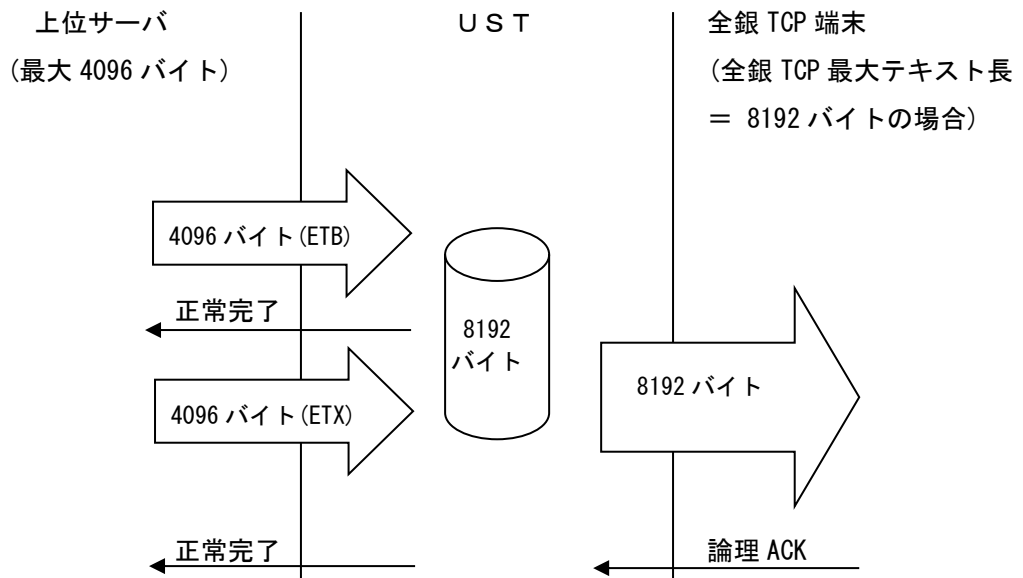 上位サーバ
(最大 4096 バイト)
ＵＳＴ
全銀 TCP 端末
(全銀 TCP 最大テキスト長
＝ 8192 バイトの場合)
4096 バイト(ETB)
正常完了
8192
バイト
4096 バイト(ETX)
8192 バイト
正常完了
論理 ACK